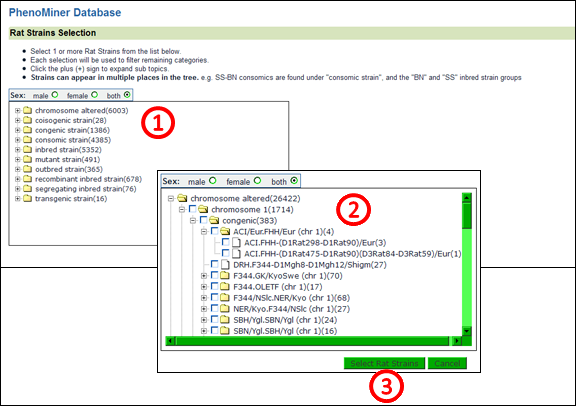 PhenoMiner Database
Rat Strains Selection
Select 1 or more Rat Strains from the list below.
Each selection will be used to filter remaining categories.
Click the plus (+) sign to expand sub topics.
Strains can appear in multiple places in the tree. e.g. SS-BN consomics are found under "consomic strain", and the "BN" and "SS" inbred strain groups
Sex: male female both
chromosome altered(6003)
coisogenic strain(28)
congenic strain(1386)
consomic strain(4385)
inbred strain(5352)
mutant strain(491)
outbred strain(365)
recombinant inbred strain(678)
segregating inbred strain(76)
transgenic strain(16)
1
Sex: male female both
chromosome altered(26422)
chromosome 1(1714)
congenic(383)
ACI/Eur.FHH/Eur (chr 1)(4)
ACI.FHH-(D1Rat298-D1Rat90)/Eur(3)
ACI.FHH-(D1Rat475-D1Rat90)(D3Rat84-D3Rat59)/Eur(1)
DRH.F344-D1Mgh8-D1Mgh12/Shigm(27)
F344.GK/KyoSwe (chr 1)(70)
F344.OLETF (chr 1)(17)
F344/NSlc.NER/Kyo (chr 1)(68)
NER/Kyo.F344/NSlc (chr 1)(27)
SBH/Ygl.SBN/Ygl (chr 1)(24)
SBN/Ygl.SBH/Ygl (chr 1)(16)
2
Select Rat Strains Cancel
3